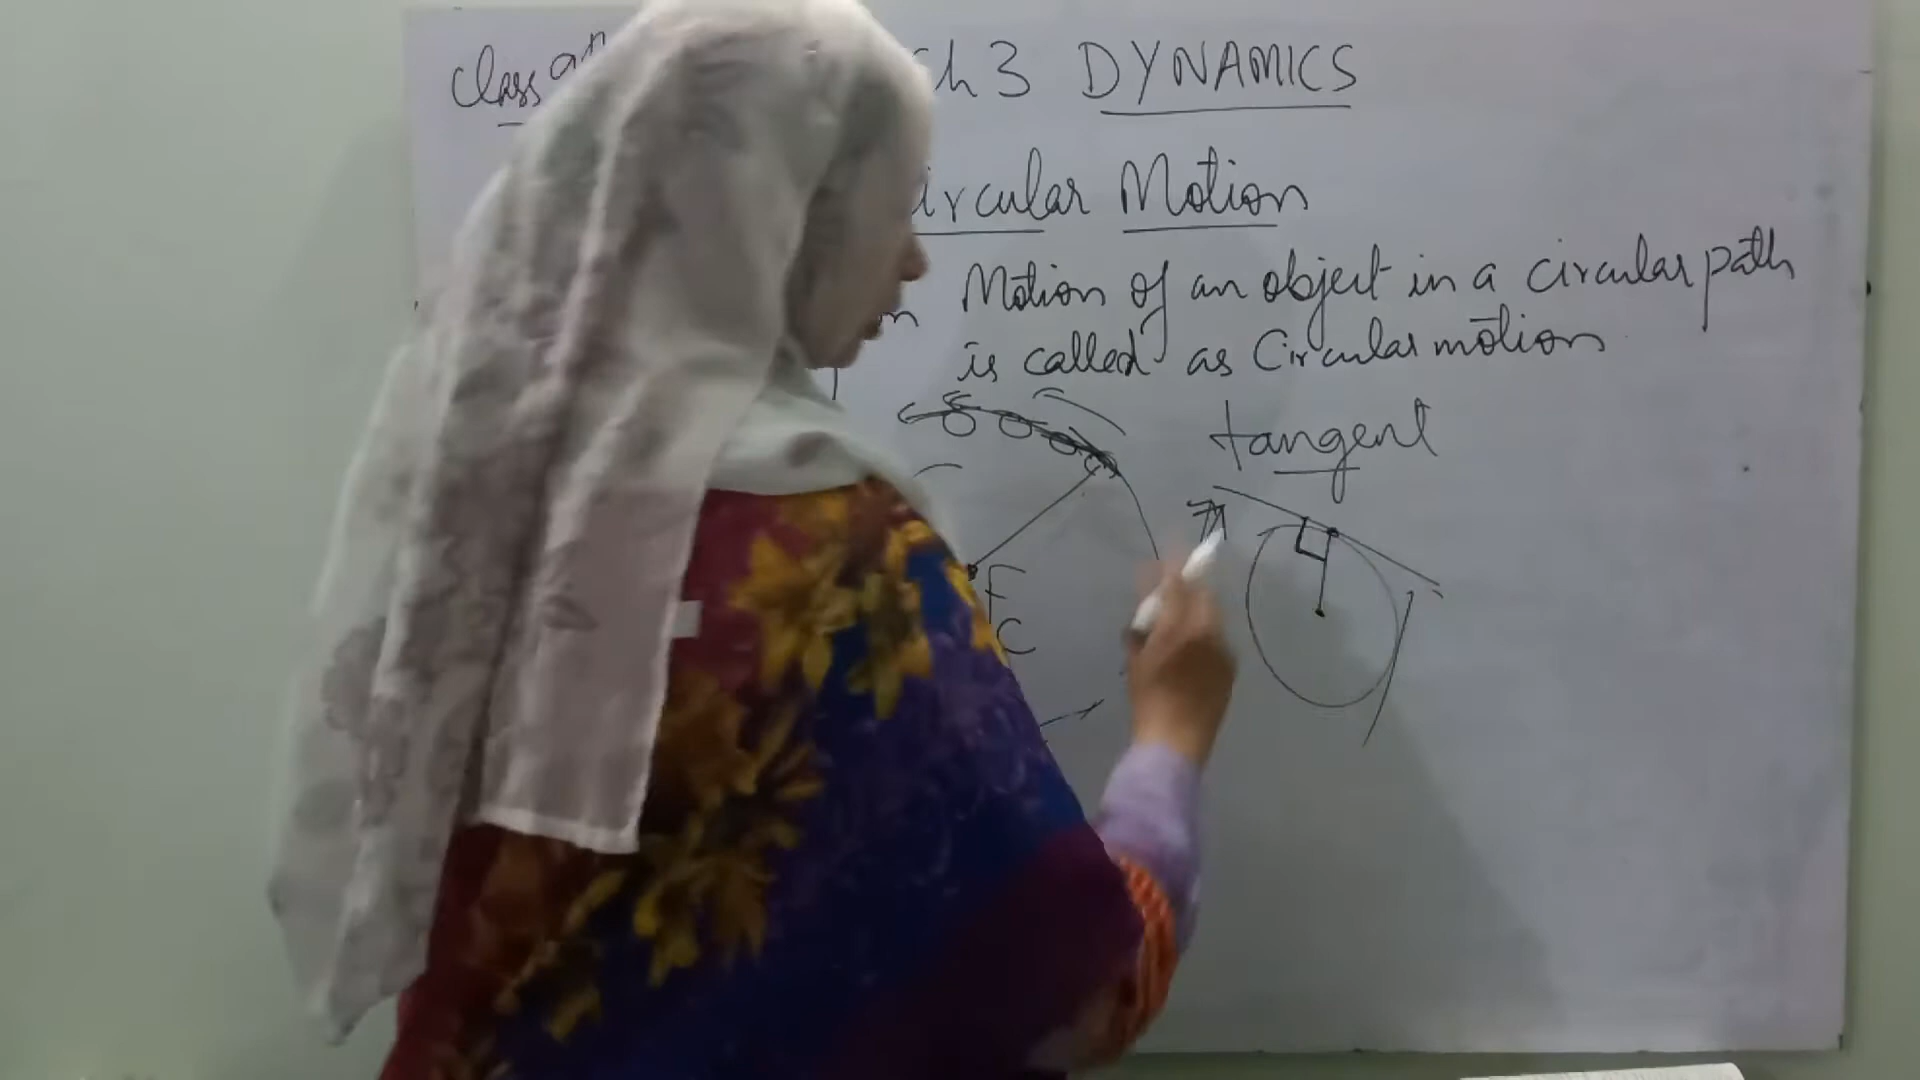 Class 9th Ch 3 DYNAMICS
Circular Motion
Motion of an object in a circular path
is called as Circular motion
tangent
F
C